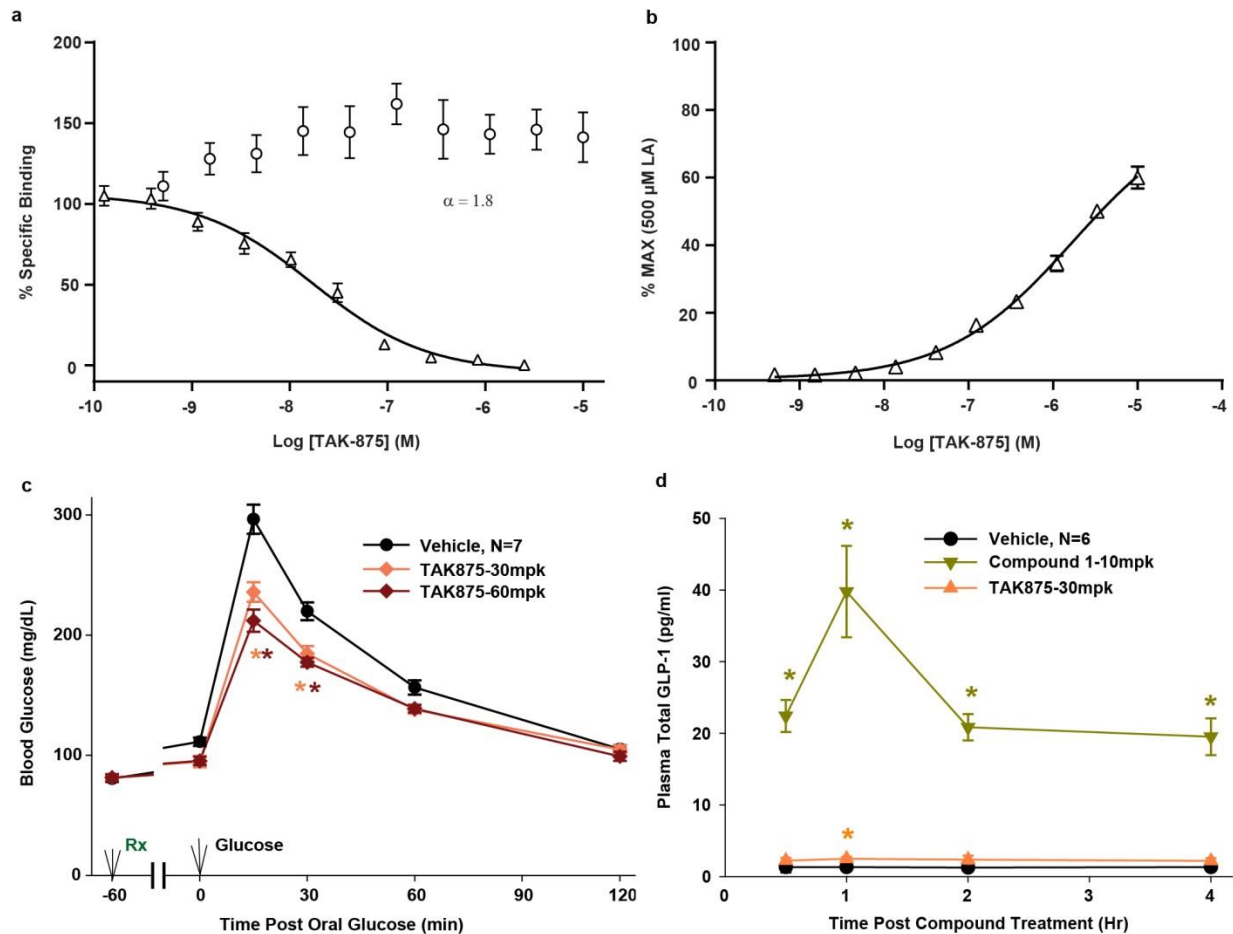 a
% Specific Binding
200
150
100
50
0
α = 1.8
-10 -9 -8 -7 -6 -5
Log [TAK-875] (M)
b
% MAX (500 µM LA)
100
80
60
40
20
0
-10 -9 -8 -7 -6 -5 -4
Log [TAK-875] (M)
c
Blood Glucose (mg/dL)
300
200
100
0
Vehicle, N=7
TAK875-30mpk
TAK875-60mpk
**
**
Rx
Glucose
-60 0 30 60 90 120
Time Post Oral Glucose (min)
d
Plasma Total GLP-1 (pg/ml)
50
40
30
20
10
0
Vehicle, N=6
Compound 1-10mpk
TAK875-30mpk
*
*
*
*
*
0 1 2 3 4
Time Post Compound Treatment (Hr)